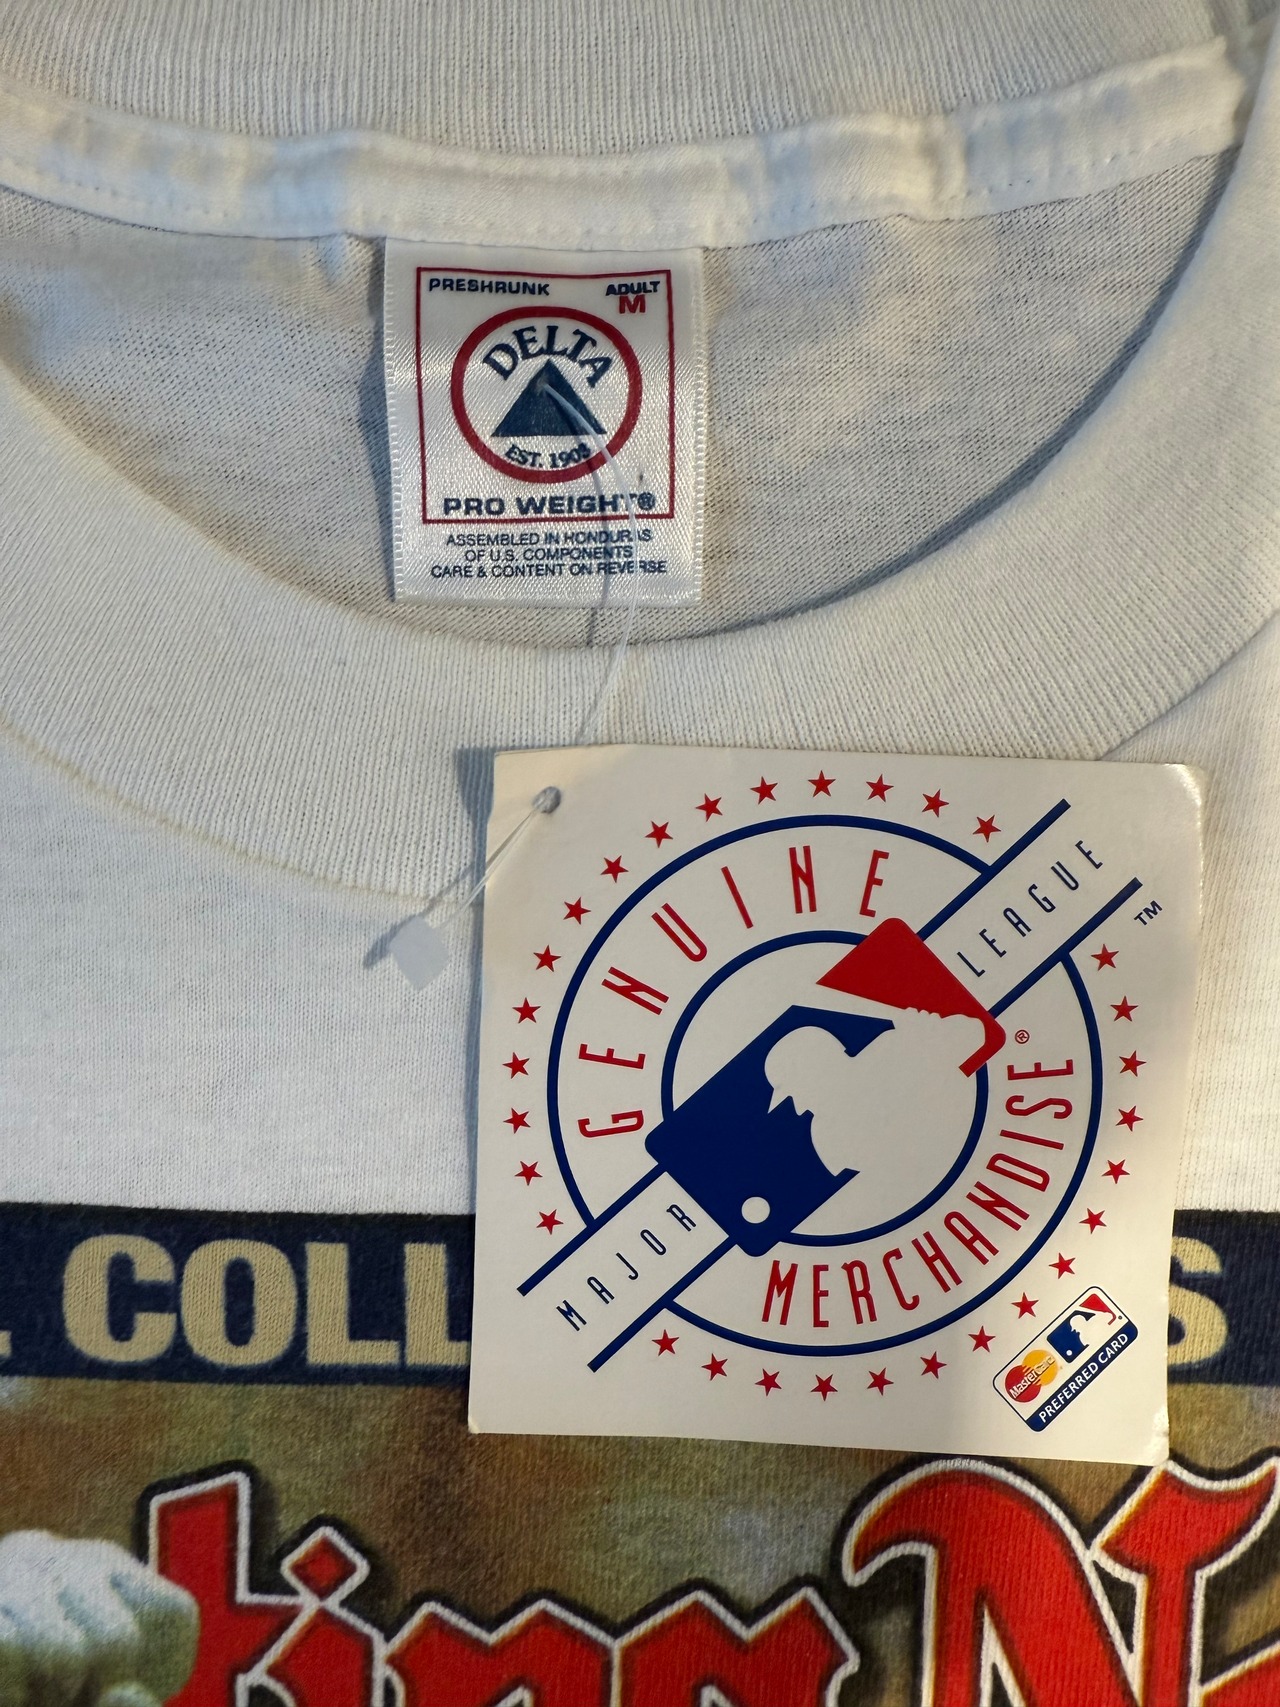 PRESHRUNK
ADULT
M
DELTA
EST. 1903
PRO WEIGHT®
ASSEMBLED IN HONDURAS
OF U.S. COMPONENTS
CARE & CONTENT ON REVERSE
GENUINE
MAJOR LEAGUE ™
MERCHANDISE ®
MasterCard
PREFERRED CARD
COLL
S